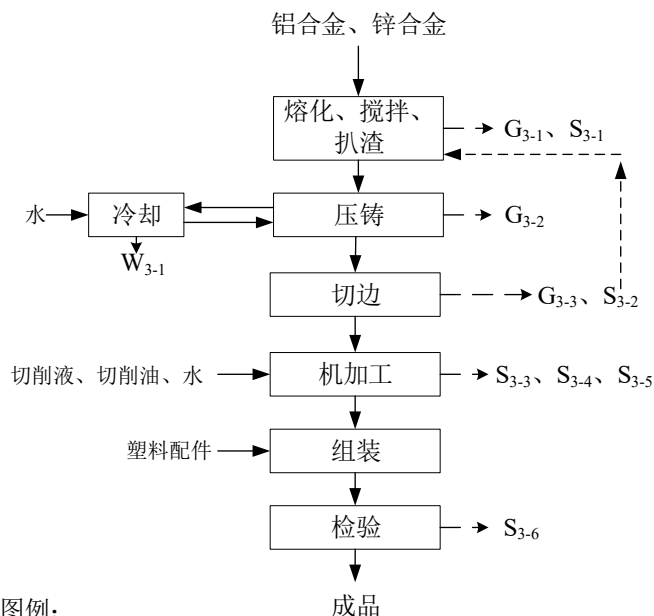 铝合金、锌合金
熔化、搅拌、
扒渣
G3-1、S3-1
水
冷却
压铸
G3-2
W3-1
切边
G3-3、S3-2
切削液、切削油、水
机加工
S3-3、S3-4、S3-5
塑料配件
组装
检验
S3-6
图例:
成品